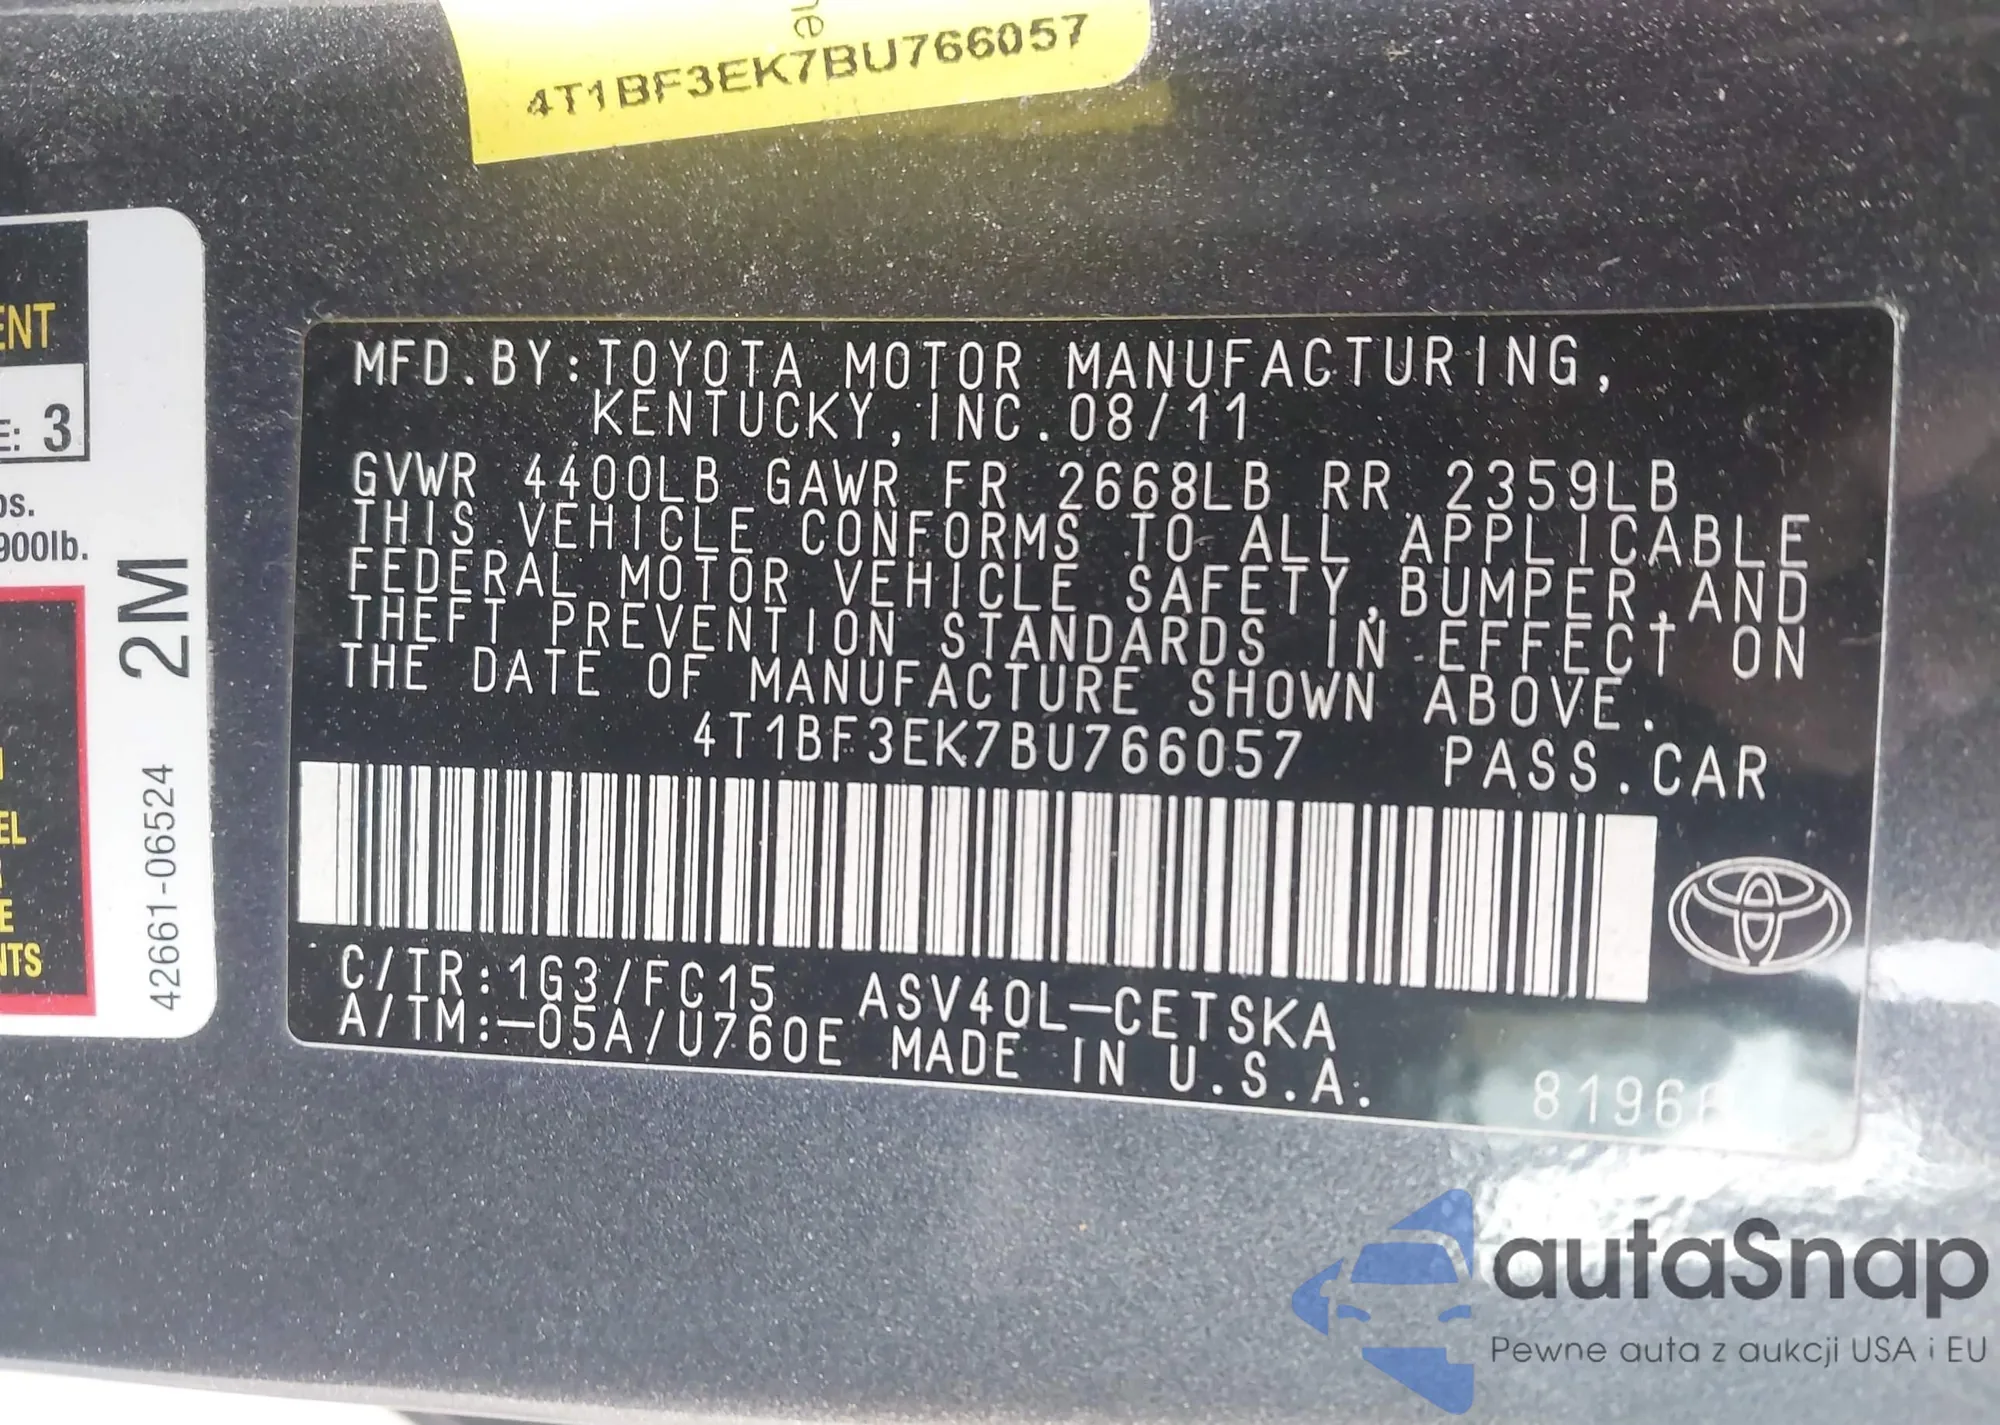 ne
4T1BF3EK7BU766057
ENT
E: 3
os.
900lb.
2M
EL
E
NTS
42661-06524
MFD.BY:TOYOTA MOTOR MANUFACTURING,
KENTUCKY,INC.08/11
GVWR 4400LB GAWR FR 2668LB RR 2359LB
THIS VEHICLE CONFORMS TO ALL APPLICABLE
FEDERAL MOTOR VEHICLE SAFETY,BUMPER,AND
THEFT PREVENTION STANDARDS IN EFFECT ON
THE DATE OF MANUFACTURE SHOWN ABOVE.
4T1BF3EK7BU766057 PASS.CAR
C/TR:1G3/FC15 ASV40L-CETSKA
A/TM:-05A/U760E MADE IN U.S.A.
autaSnap
Pewne auta z aukcji USA i EU